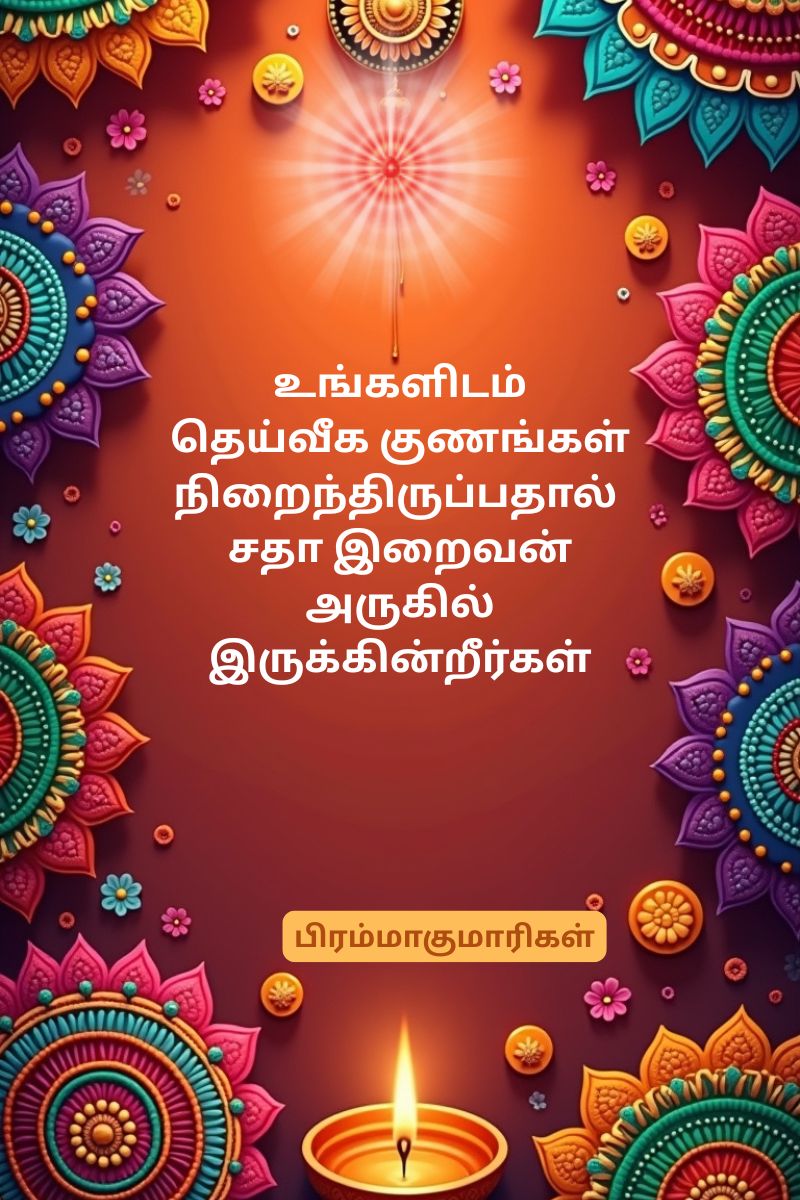 உங்களிடம்
தெய்வீக குணங்கள்
நிறைந்திருப்பதால்
சதா இறைவன்
அருகில்
இருக்கின்றீர்கள்
பிரம்மாகுமாரிகள்